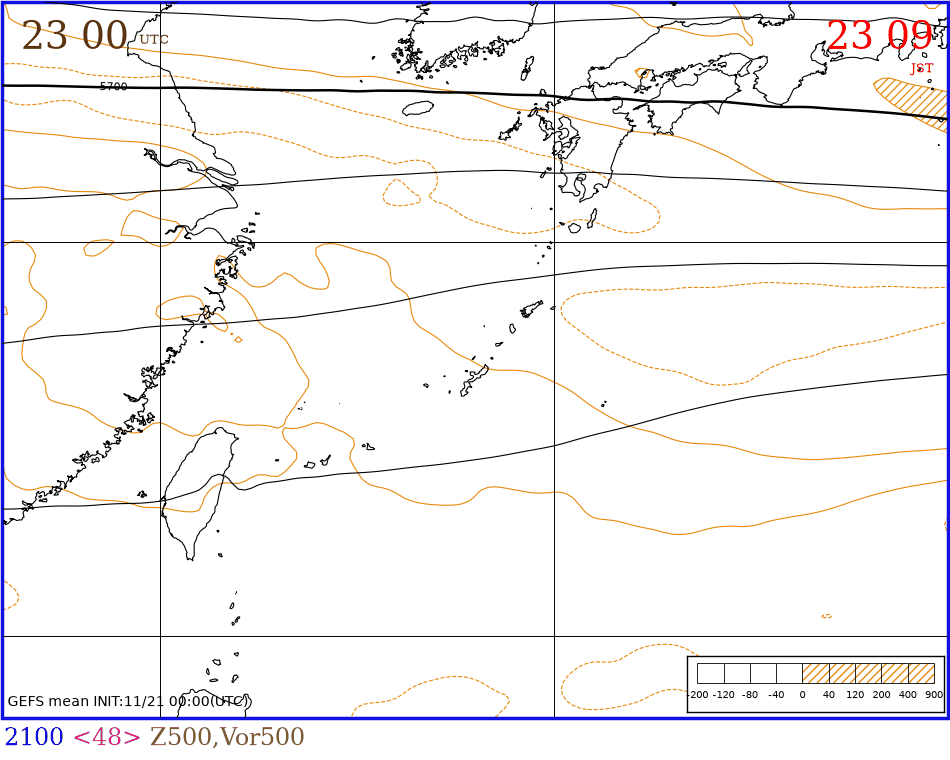 23 00 UTC
23 09
JST
5700
-200 -120 -80 -40 0 40 120 200 400 900
GEFS mean INIT:11/21 00:00(UTC)
2100 <48> Z500,Vor500